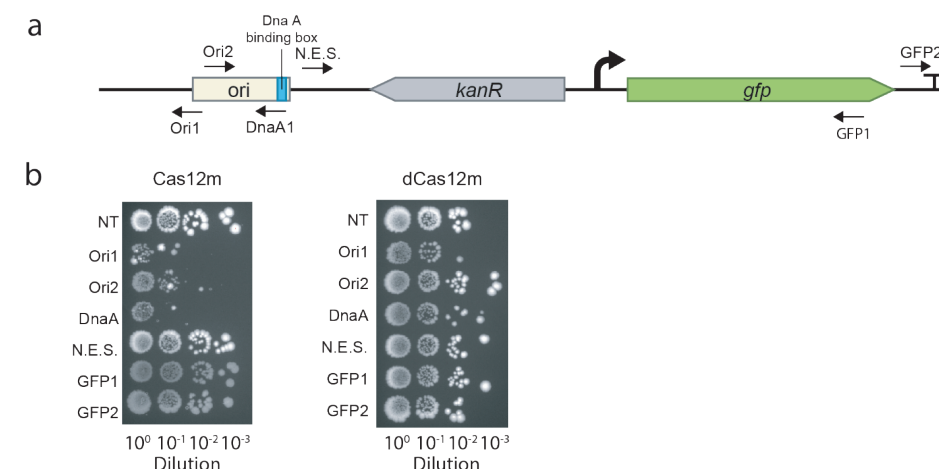 a
Dna A
binding box
Ori2
N.E.S.
GFP2
ori
kanR
gfp
Ori1
DnaA1
GFP1
b
Cas12m
dCas12m
NT
Ori1
Ori2
DnaA
N.E.S.
GFP1
GFP2
10⁰ 10⁻¹ 10⁻² 10⁻³
Dilution
NT
Ori1
Ori2
DnaA
N.E.S.
GFP1
GFP2
10⁰ 10⁻¹ 10⁻² 10⁻³
Dilution